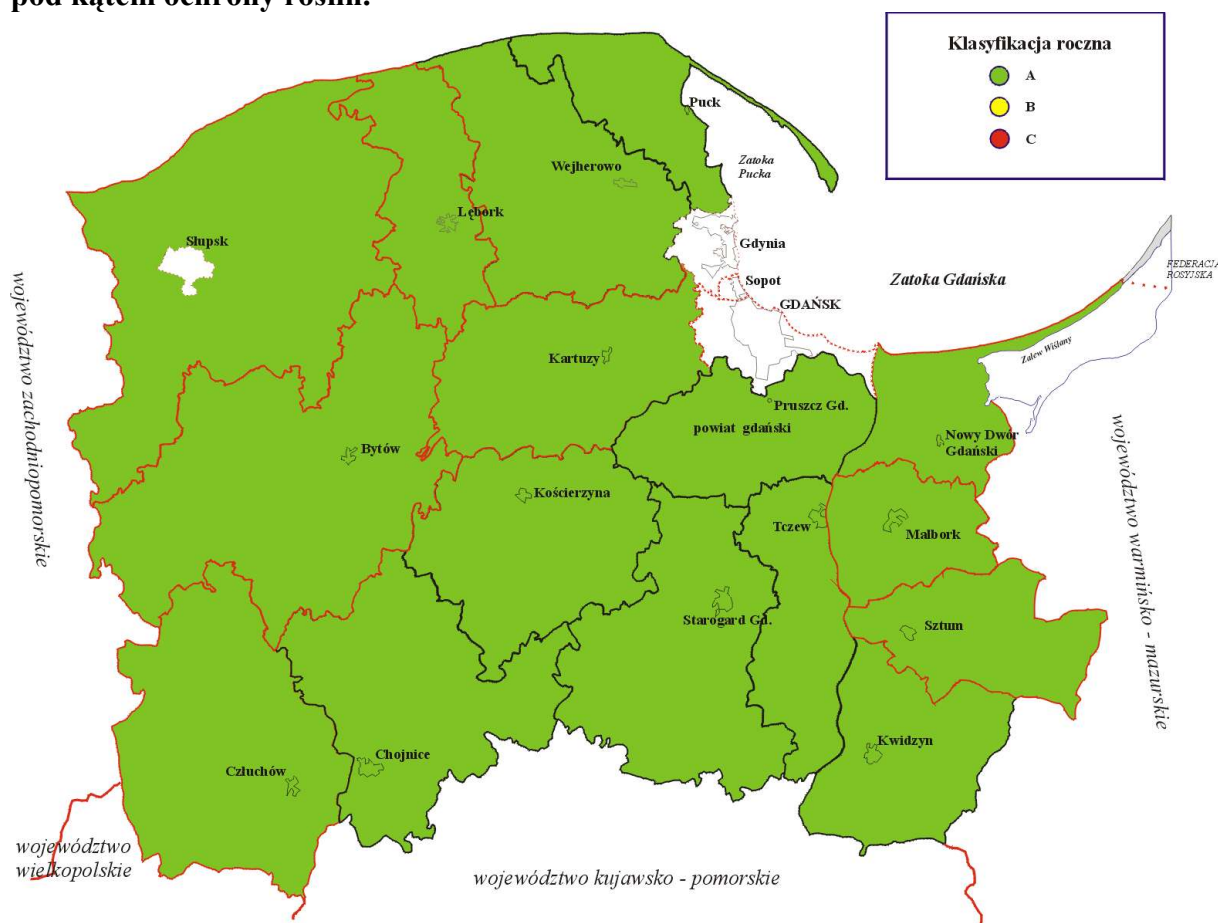 pod kątem ochrony roślin.
Klasyfikacja roczna
A
B
C
Puck
Zatoka
Pucka
Wejherowo
Lębork
Słupsk
Gdynia
Sopot
GDAŃSK
Zatoka Gdańska
FEDERACJA
ROSYJSKA
Zalew Wiślany
Kartuzy
Pruszcz Gd.
powiat gdański
Nowy Dwór
Gdański
Bytów
Kościerzyna
Tczew
Malbork
Starogard Gd.
Sztum
Kwidzyn
Chojnice
Człuchów
województwo zachodniopomorskie
województwo warmińsko - mazurskie
województwo
wielkopolskie
województwo kujawsko - pomorskie